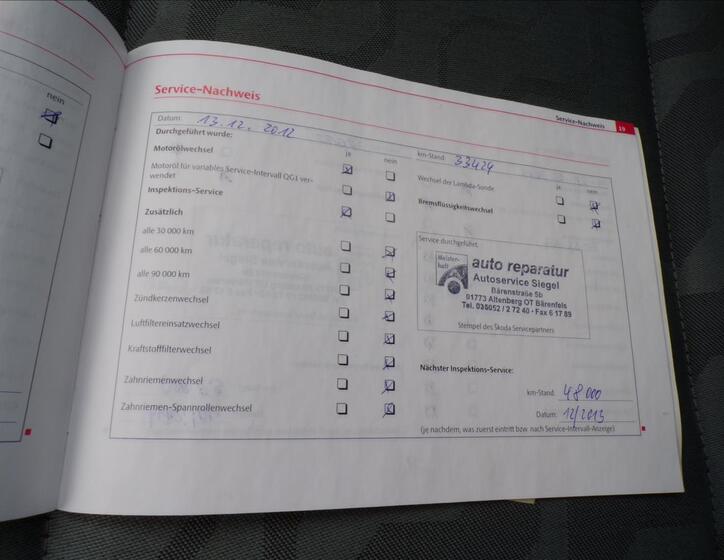 nein
Service-Nachweis
Service-Nachweis 19
Datum: 13.12.2012
Durchgeführt wurde:
km-Stand: 33424
Motorölwechsel ja nein
Motoröl für variables Service-Intervall QG1 ver-
wendet
Inspektions-Service
Zusätzlich
alle 30 000 km
alle 60 000 km
alle 90 000 km
Zündkerzenwechsel
Luftfiltereinsatzwechsel
Kraftstofffilterwechsel
Zahnriemenwechsel
Zahnriemen-Spannrollenwechsel
Wechsel der Lambda-Sonde ja nein
Bremsflüssigkeitswechsel
Service durchgeführt:
Meister-
haft
auto reparatur
Autoservice Siegel
Bärenstraße 5b
01773 Altenberg OT Bärenfels
Tel. 035052 / 2 72 40 • Fax 6 17 89
Stempel des Škoda Servicepartners
Nächster Inspektions-Service:
km-Stand: 48 000
Datum: 12/2013
(je nachdem, was zuerst eintritt bzw. nach Service-Intervall-Anzeige)